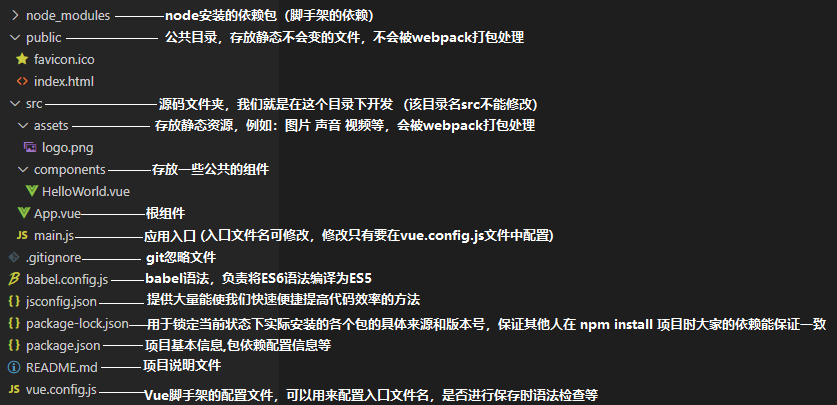 node_modules ————node安装的依赖包（脚手架的依赖）
public ———————— 公共目录，存放静态不会变的文件，不会被webpack打包处理
favicon.ico
index.html
src ———————— 源码文件夹，我们就是在这个目录下开发 (该目录名src不能修改)
assets ———————— 存放静态资源，例如：图片 声音 视频等，会被webpack打包处理
logo.png
components ————存放一些公共的组件
HelloWorld.vue
App.vue————根组件
main.js————应用入口 (入口文件名可修改，修改只有要在vue.config.js文件中配置)
.gitignore———— git忽略文件
babel.config.js ——babel语法，负责将ES6语法编译为ES5
jsconfig.json —— 提供大量能使我们快速便捷提高代码效率的方法
package-lock.json——用于锁定当前状态下实际安装的各个包的具体来源和版本号，保证其他人在 npm install 项目时大家的依赖能保证一致
package.json —— 项目基本信息,包依赖配置信息等
README.md ——项目说明文件
vue.config.js ——Vue脚手架的配置文件，可以用来配置入口文件名，是否进行保存时语法检查等